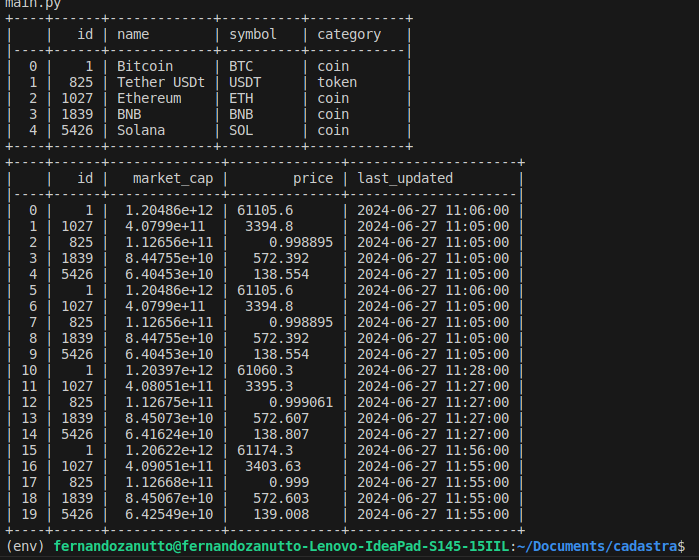 main.py
+----+------+-------------+----------+------------+
|    |   id | name        | symbol   | category   |
|----+------+-------------+----------+------------|
|  0 |    1 | Bitcoin     | BTC      | coin       |
|  1 |  825 | Tether USDt | USDT     | token      |
|  2 | 1027 | Ethereum    | ETH      | coin       |
|  3 | 1839 | BNB         | BNB      | coin       |
|  4 | 5426 | Solana      | SOL      | coin       |
+----+------+-------------+----------+------------+
+----+------+--------------+--------------+---------------------+
|    |   id |   market_cap |        price | last_updated        |
|----+------+--------------+--------------+---------------------|
|  0 |    1 |  1.20486e+12 | 61105.6      | 2024-06-27 11:06:00 |
|  1 | 1027 |  4.0799e+11  |  3394.8      | 2024-06-27 11:05:00 |
|  2 |  825 |  1.12656e+11 |     0.998895 | 2024-06-27 11:05:00 |
|  3 | 1839 |  8.44755e+10 |   572.392    | 2024-06-27 11:05:00 |
|  4 | 5426 |  6.40453e+10 |   138.554    | 2024-06-27 11:05:00 |
|  5 |    1 |  1.20486e+12 | 61105.6      | 2024-06-27 11:06:00 |
|  6 | 1027 |  4.0799e+11  |  3394.8      | 2024-06-27 11:05:00 |
|  7 |  825 |  1.12656e+11 |     0.998895 | 2024-06-27 11:05:00 |
|  8 | 1839 |  8.44755e+10 |   572.392    | 2024-06-27 11:05:00 |
|  9 | 5426 |  6.40453e+10 |   138.554    | 2024-06-27 11:05:00 |
| 10 |    1 |  1.20397e+12 | 61060.3      | 2024-06-27 11:28:00 |
| 11 | 1027 |  4.08051e+11 |  3395.3      | 2024-06-27 11:27:00 |
| 12 |  825 |  1.12675e+11 |     0.999061 | 2024-06-27 11:27:00 |
| 13 | 1839 |  8.45073e+10 |   572.607    | 2024-06-27 11:27:00 |
| 14 | 5426 |  6.41624e+10 |   138.807    | 2024-06-27 11:27:00 |
| 15 |    1 |  1.20622e+12 | 61174.3      | 2024-06-27 11:56:00 |
| 16 | 1027 |  4.09051e+11 |  3403.63     | 2024-06-27 11:55:00 |
| 17 |  825 |  1.12668e+11 |     0.999    | 2024-06-27 11:55:00 |
| 18 | 1839 |  8.45067e+10 |   572.603    | 2024-06-27 11:55:00 |
| 19 | 5426 |  6.42549e+10 |   139.008    | 2024-06-27 11:55:00 |
+----+------+--------------+--------------+---------------------+
(env) fernandozanutto@fernandozanutto-Lenovo-IdeaPad-S145-15IIL:~/Documents/cadastra$